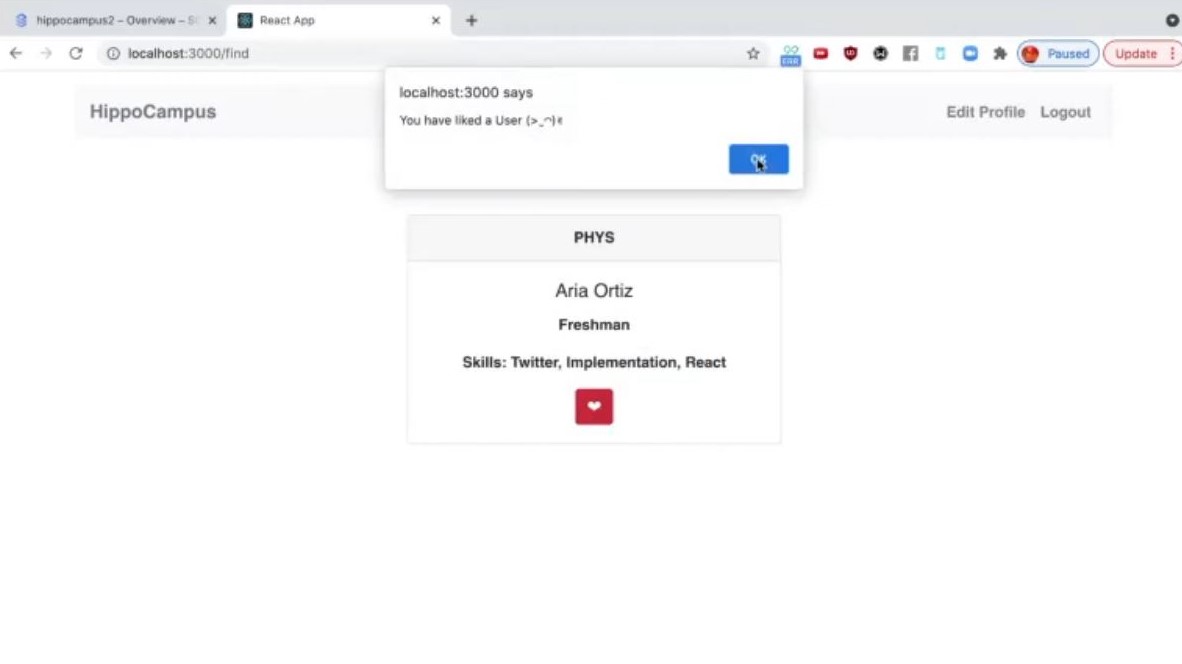 hippocampus2 – Overview –
React App
localhost:3000/find
ERR
Paused
Update
HippoCampus
Edit Profile
Logout
localhost:3000 says
You have liked a User
OK
PHYS
Aria Ortiz
Freshman
Skills: Twitter, Implementation, React